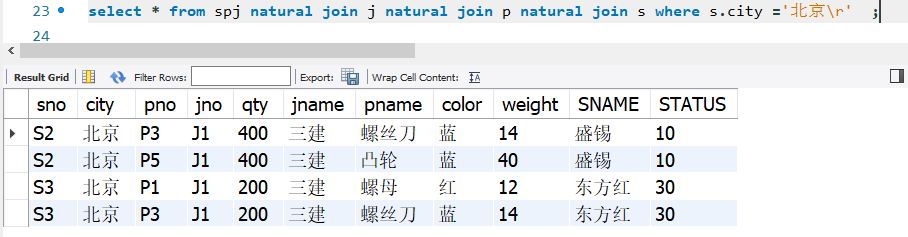 23 select * from spj natural join j natural join p natural join s where s.city ='北京\r' ;
24
Result Grid Filter Rows: Export: Wrap Cell Content: IA
sno city pno jno qty jname pname color weight SNAME STATUS
S2 北京 P3 J1 400 三建 螺丝刀 蓝 14 盛锡 10
S2 北京 P5 J1 400 三建 凸轮 蓝 40 盛锡 10
S3 北京 P1 J1 200 三建 螺母 红 12 东方红 30
S3 北京 P3 J1 200 三建 螺丝刀 蓝 14 东方红 30